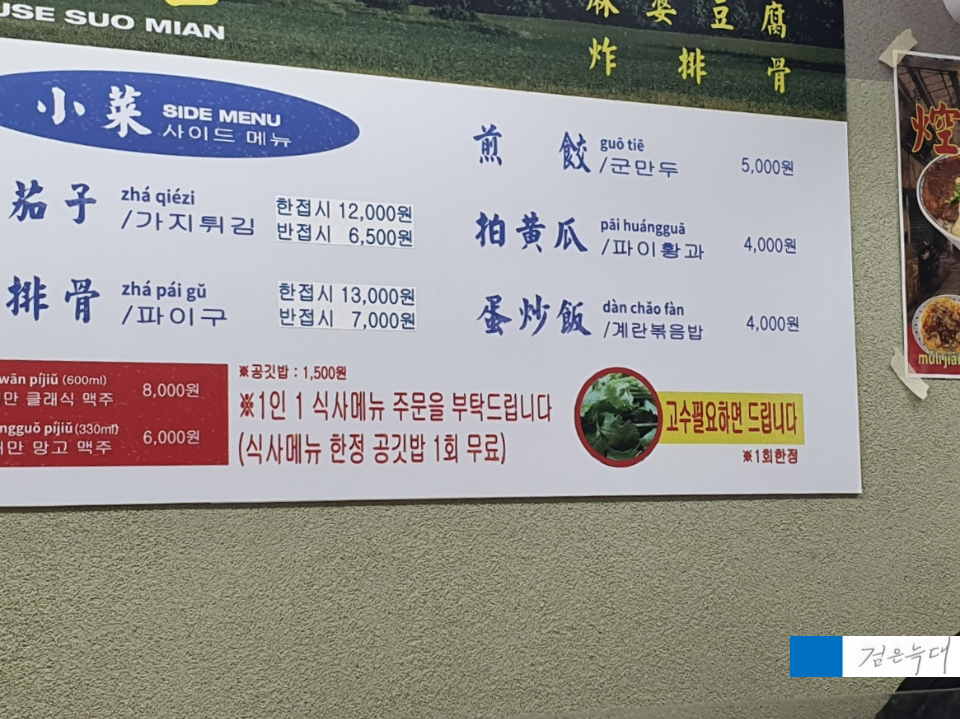 USE SUO MIAN
麻婆豆腐
炸排骨
小菜 SIDE MENU
사이드 메뉴
茄子 zhá qiézi
/가지튀김
한접시 12,000원
반접시 6,500원
排骨 zhá pái gŭ
/파이구
한접시 13,000원
반접시 7,000원
煎餃 guō tiē
/군만두 5,000원
拍黄瓜 pāi huángguā
/파이황과 4,000원
蛋炒飯 dàn chăo fàn
/계란볶음밥 4,000원
wān píjiŭ (600ml)
만 클래식 맥주 8,000원
ngguŏ píjiŭ (330ml)
만 망고 맥주 6,000원
※공깃밥 : 1,500원
※1인 1 식사메뉴 주문을 부탁드립니다
(식사메뉴 한정 공깃밥 1회 무료)
고수필요하면 드립니다
※1회한정
검은늑대